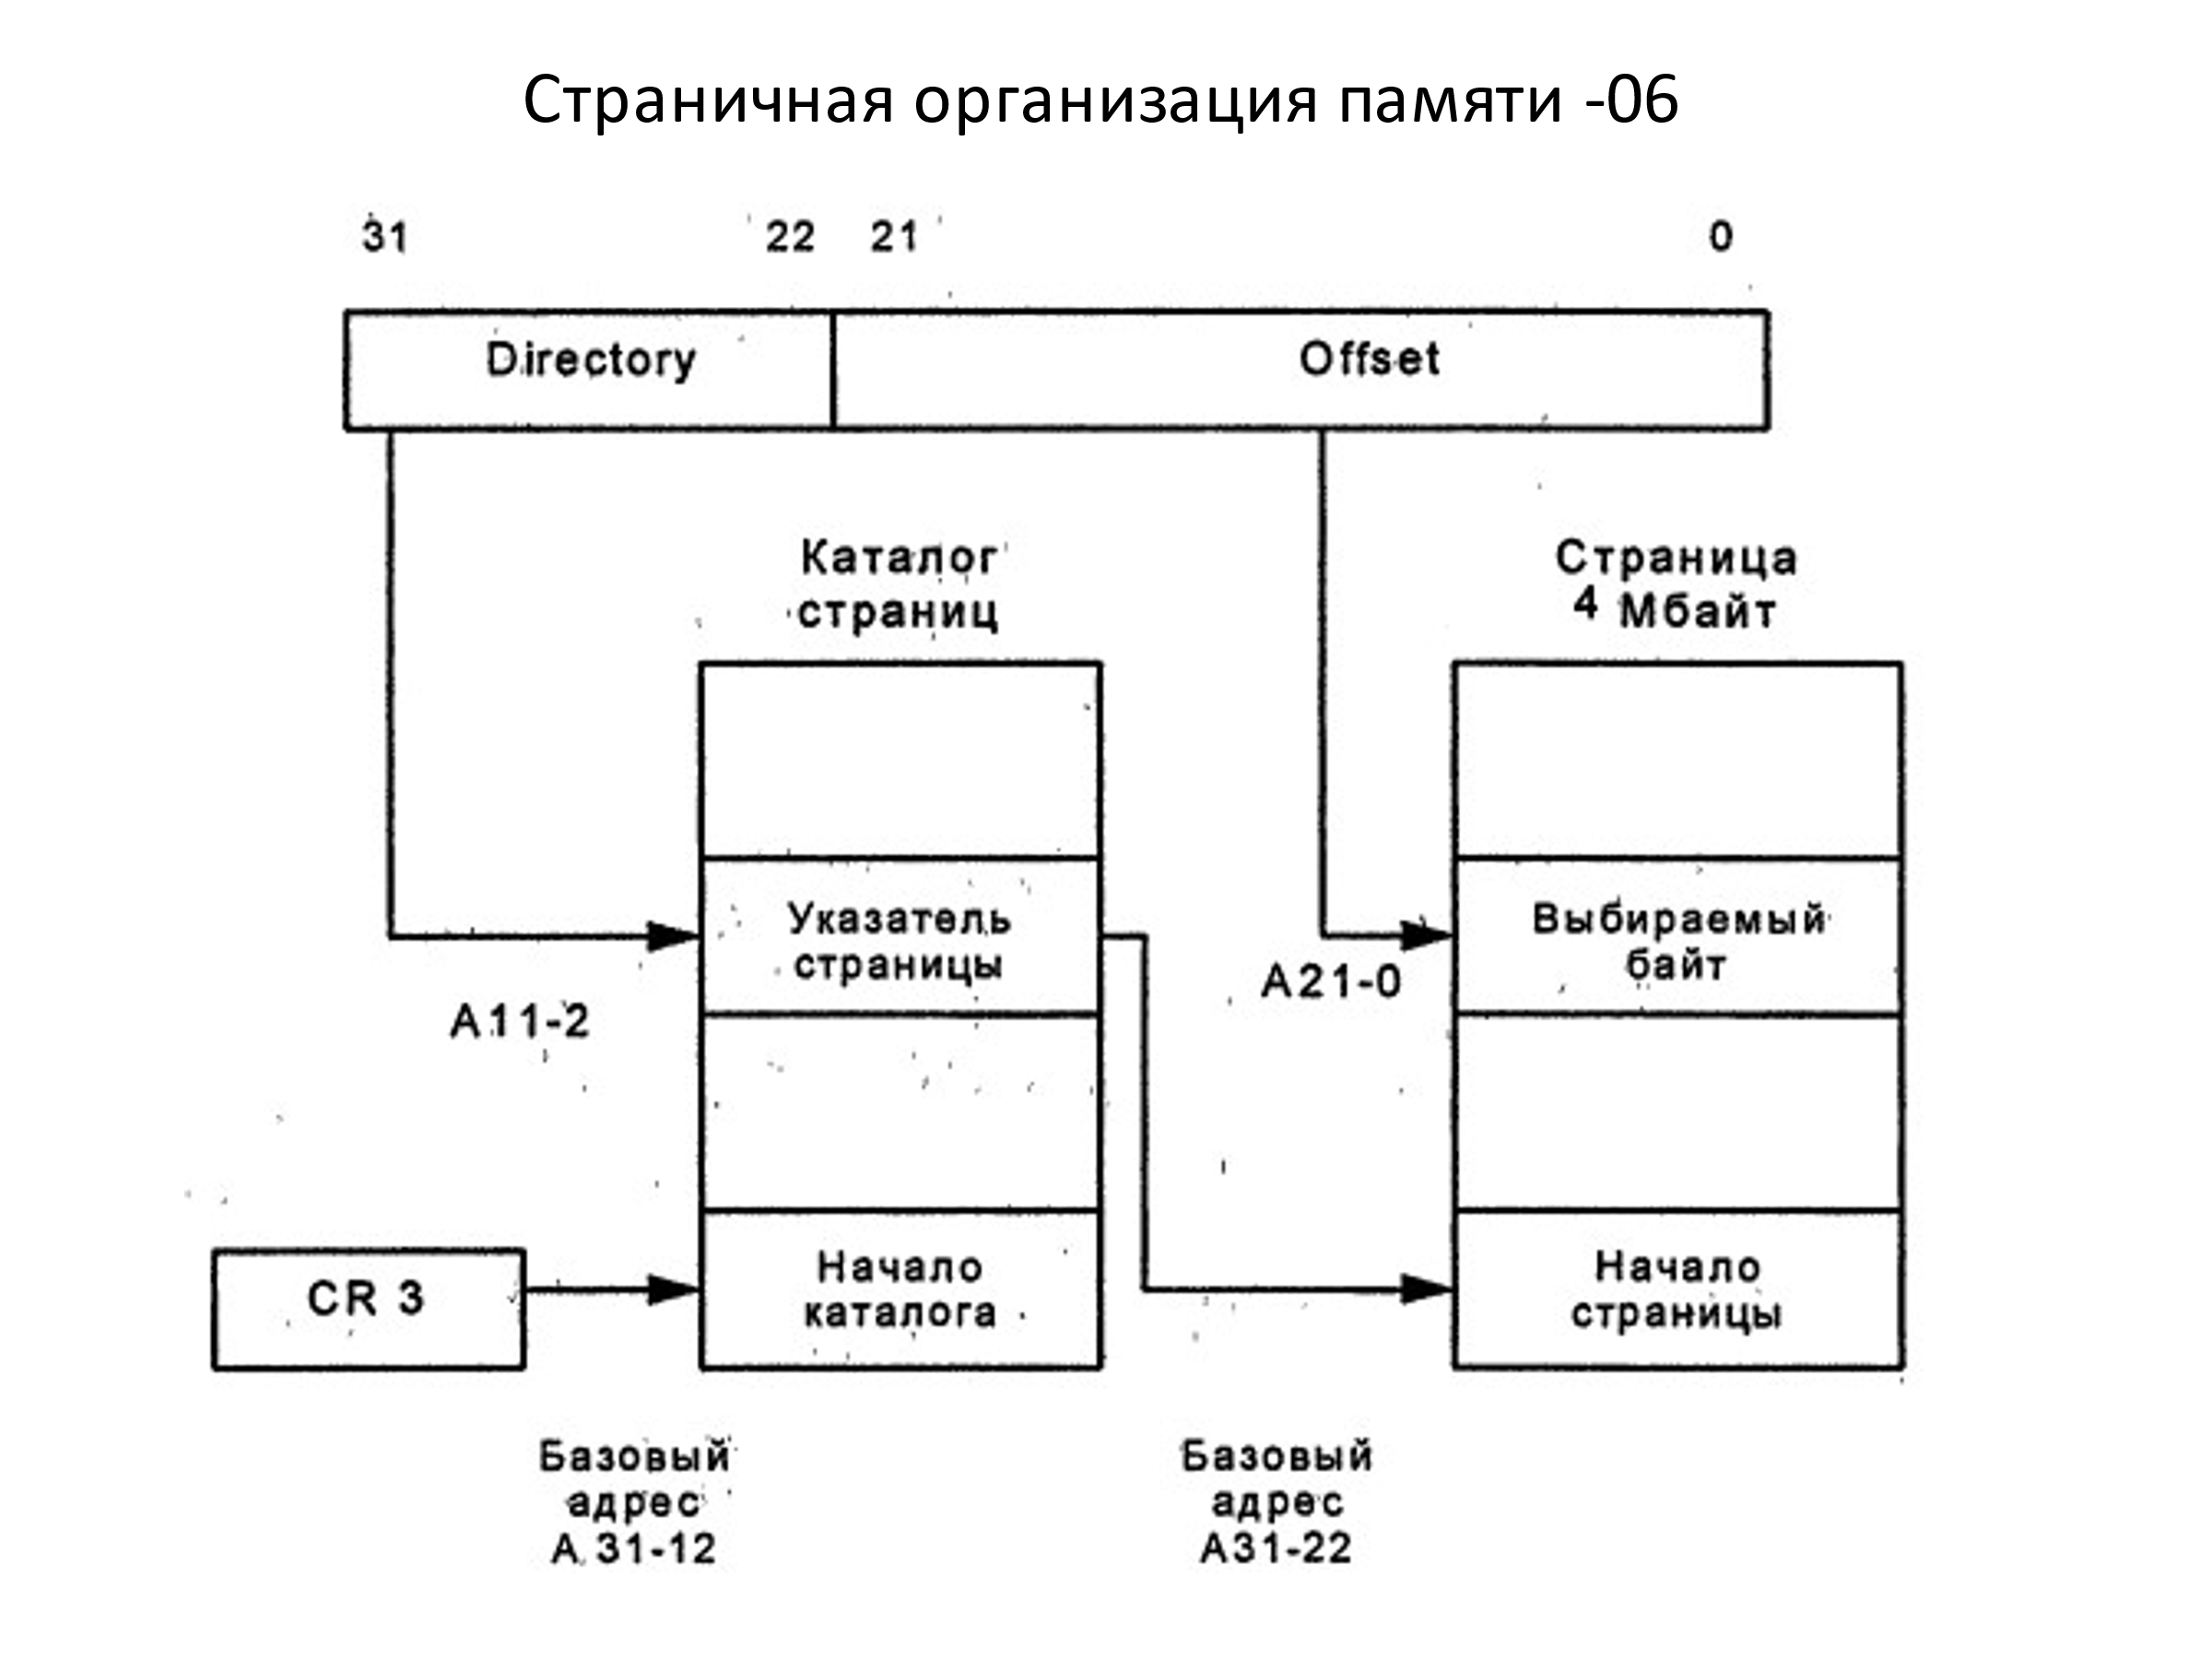 Страничная организация памяти -06
31 22 21 0
Directory Offset
Каталог
страниц
Страница
4 Мбайт
Указатель
страницы
Выбираемый
байт
A11-2
A21-0
CR 3
Начало
каталога
Начало
страницы
Базовый
адрес
A 31-12
Базовый
адрес
A31-22